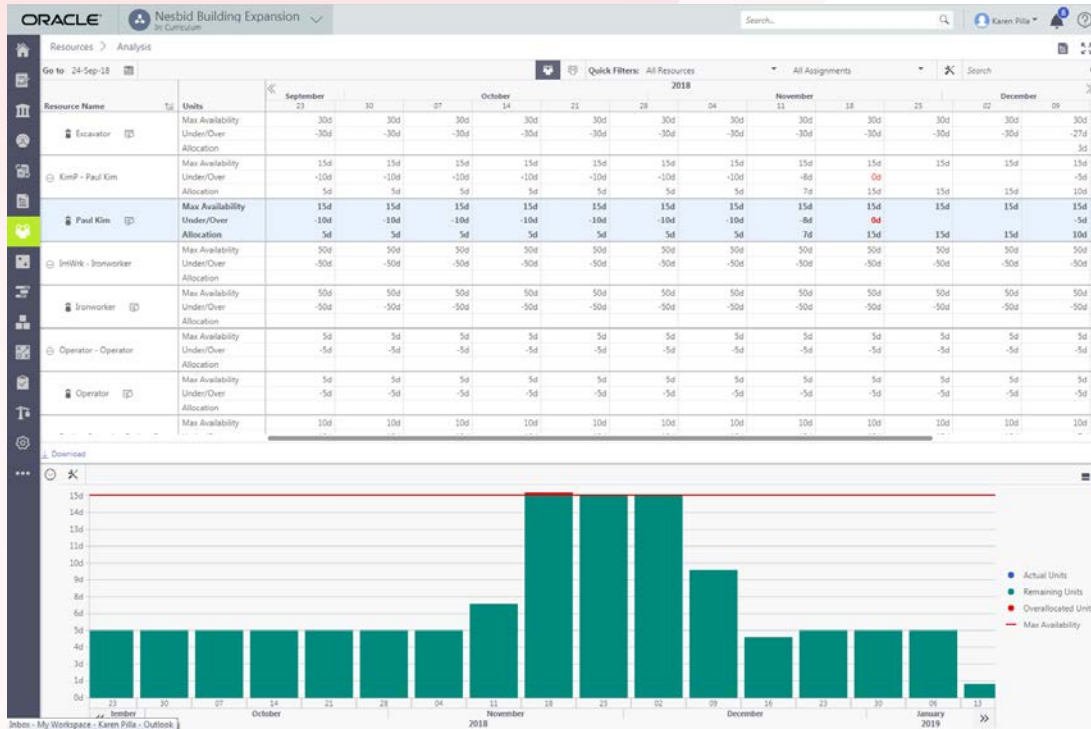 ORACLE Nesbid Building Expansion Search... Karen Pilla 8
In: Curriculum
Resources > Analysis
Go to 24-Sep-18 Quick Filters: All Resources All Assignments Search
2018
September October November December
Resource Name Units 23 30 07 14 21 28 04 11 18 25 02 09
Max Availability 30d 30d 30d 30d 30d 30d 30d 30d 30d 30d 30d 30d
Excavator Under/Over -30d -30d -30d -30d -30d -30d -30d -30d -30d -30d -30d -27d
Allocation 3d
Max Availability 15d 15d 15d 15d 15d 15d 15d 15d 15d 15d 15d 15d
KimP - Paul Kim Under/Over -10d -10d -10d -10d -10d -10d -10d -8d 0d -5d
Allocation 5d 5d 5d 5d 5d 5d 5d 7d 15d 15d 15d 10d
Max Availability 15d 15d 15d 15d 15d 15d 15d 15d 15d 15d 15d 15d
Paul Kim Under/Over -10d -10d -10d -10d -10d -10d -10d -8d 0d -5d
Allocation 5d 5d 5d 5d 5d 5d 5d 7d 15d 15d 15d 10d
Max Availability 50d 50d 50d 50d 50d 50d 50d 50d 50d 50d 50d 50d
IrnWrk - Ironworker Under/Over -50d -50d -50d -50d -50d -50d -50d -50d -50d -50d -50d -50d
Allocation
Max Availability 50d 50d 50d 50d 50d 50d 50d 50d 50d 50d 50d 50d
Ironworker Under/Over -50d -50d -50d -50d -50d -50d -50d -50d -50d -50d -50d -50d
Allocation
Max Availability 5d 5d 5d 5d 5d 5d 5d 5d 5d 5d 5d 5d
Operator - Operator Under/Over -5d -5d -5d -5d -5d -5d -5d -5d -5d -5d -5d -5d
Allocation
Max Availability 5d 5d 5d 5d 5d 5d 5d 5d 5d 5d 5d 5d
Operator Under/Over -5d -5d -5d -5d -5d -5d -5d -5d -5d -5d -5d -5d
Allocation
Max Availability 10d 10d 10d 10d 10d 10d 10d 10d 10d 10d 10d 10d
Download
15d
14d
13d
11d
10d
9d
8d
6d
5d
4d
3d
1d
0d
Actual Units
Remaining Units
Overallocated Unit
Max Availability
23 30 07 14 21 28 04 11 18 25 02 09 16 23 30 06 13
tember October November December January
2018 2019
Inbox - My Workspace - Karen Pilla - Outlook